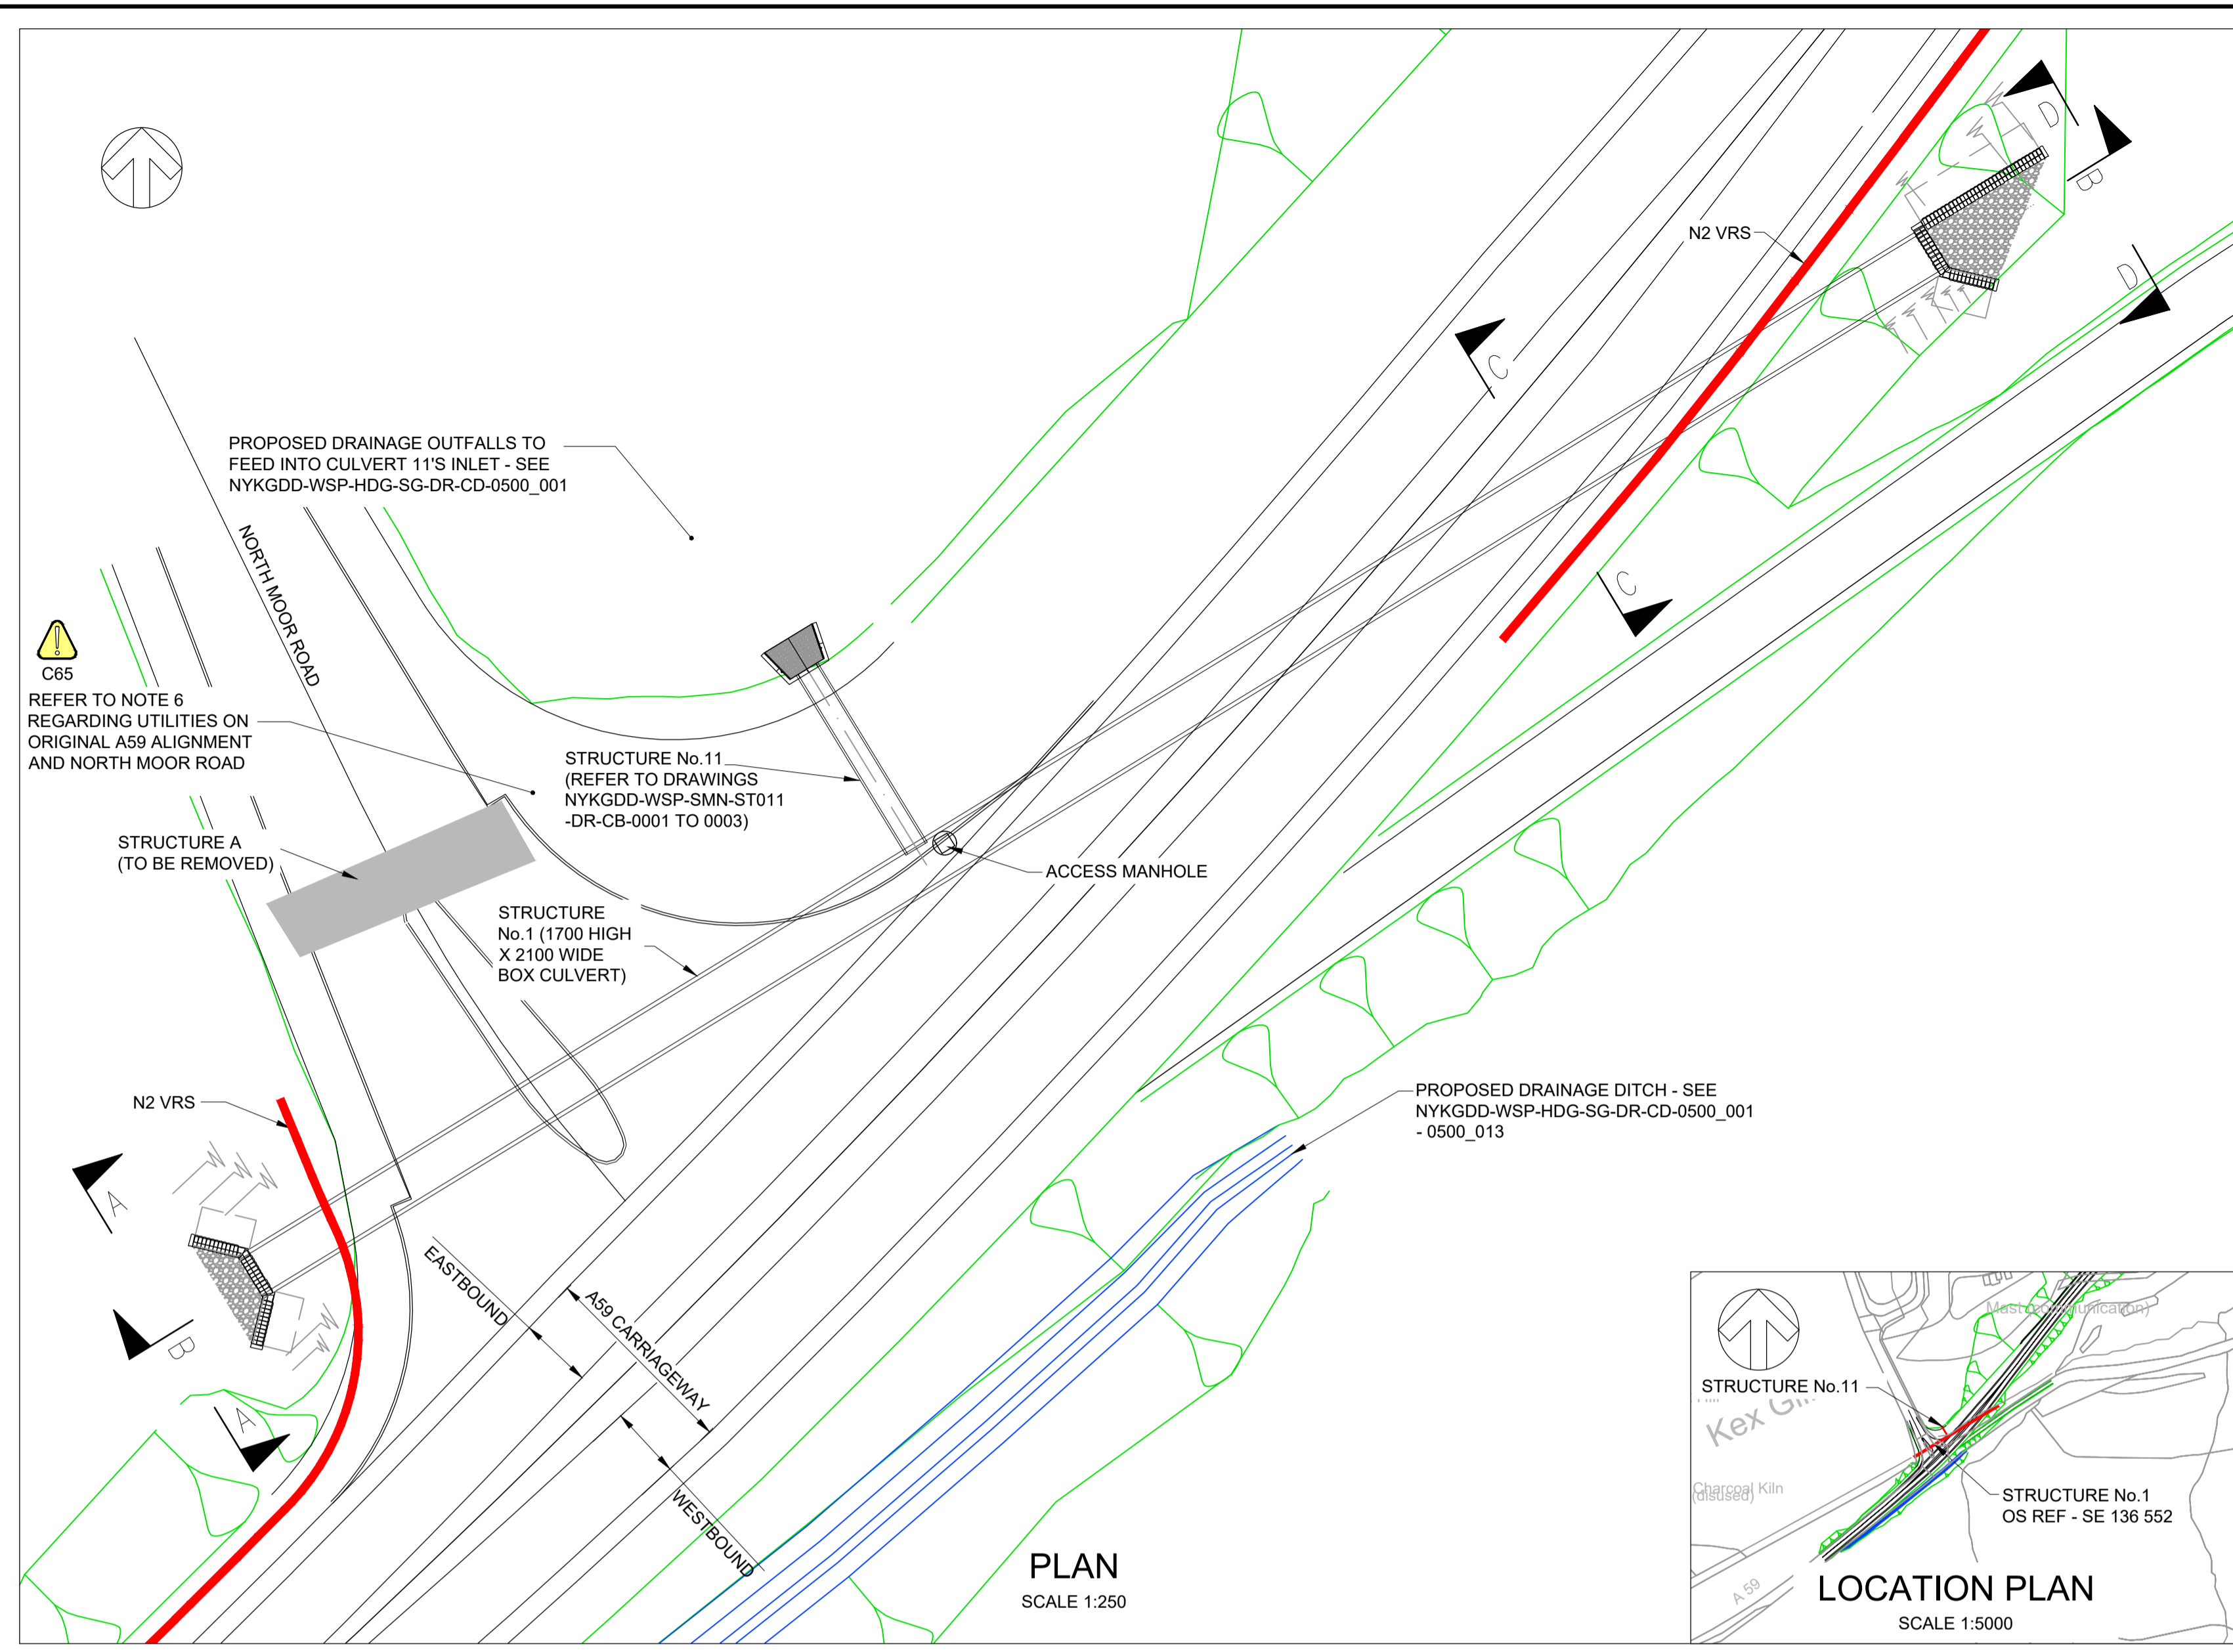 N2 VRS
D
B
D
C
C
PROPOSED DRAINAGE OUTFALLS TO
FEED INTO CULVERT 11'S INLET - SEE
NYKGDD-WSP-HDG-SG-DR-CD-0500_001
NORTH MOOR ROAD
C65
REFER TO NOTE 6
REGARDING UTILITIES ON
ORIGINAL A59 ALIGNMENT
AND NORTH MOOR ROAD
STRUCTURE No.11
(REFER TO DRAWINGS
NYKGDD-WSP-SMN-ST011
-DR-CB-0001 TO 0003)
STRUCTURE A
(TO BE REMOVED)
ACCESS MANHOLE
STRUCTURE
No.1 (1700 HIGH
X 2100 WIDE
BOX CULVERT)
N2 VRS
A
B
A
PROPOSED DRAINAGE DITCH - SEE
NYKGDD-WSP-HDG-SG-DR-CD-0500_001
- 0500_013
EASTBOUND
A59 CARRIAGEWAY
WESTBOUND
PLAN
SCALE 1:250
Mast (communication)
STRUCTURE No.11
Kex
Charcoal Kiln
(disused)
STRUCTURE No.1
OS REF - SE 136 552
A 59
LOCATION PLAN
SCALE 1:5000